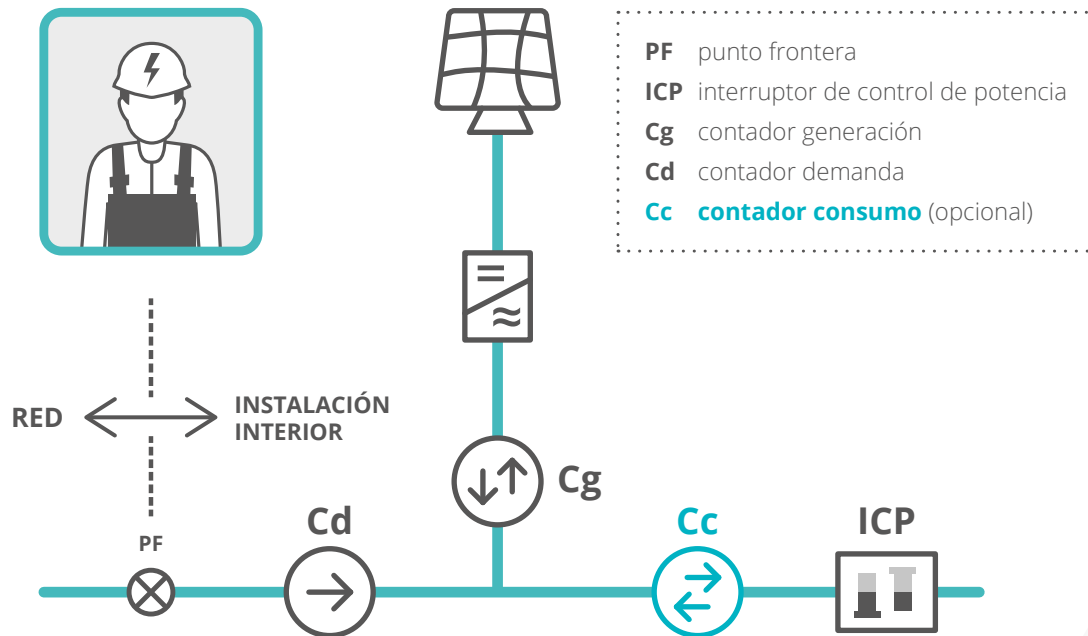 PF punto frontera
ICP interruptor de control de potencia
Cg contador generación
Cd contador demanda
Cc contador consumo (opcional)
RED
INSTALACIÓN
INTERIOR
Cg
PF
Cd
Cc
ICP